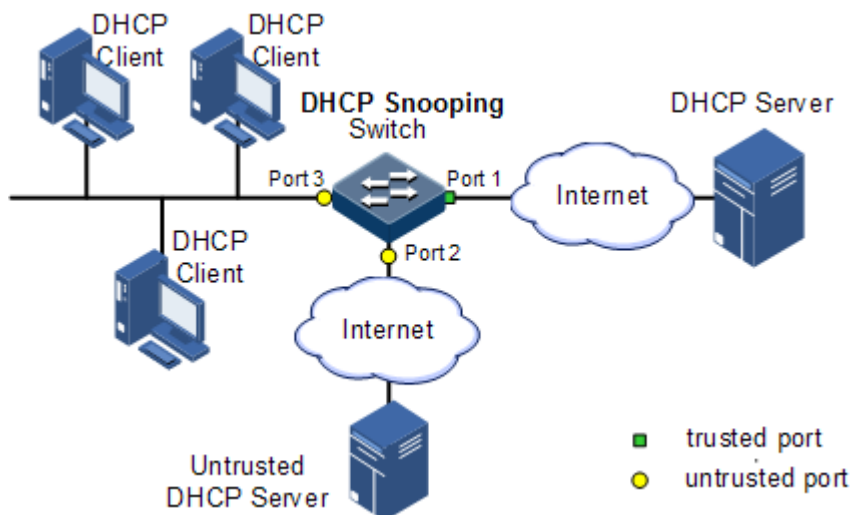 DHCP
Client
DHCP
Client
DHCP Snooping
Switch
DHCP Server
Port 3
Port 1
Internet
DHCP
Client
Port 2
Internet
Untrusted
DHCP Server
trusted port
untrusted port